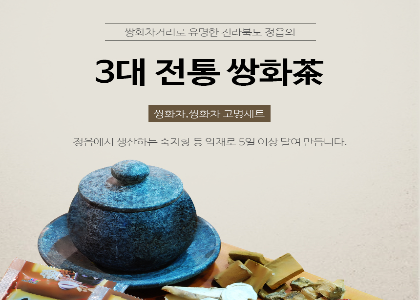 쌍화차거리로 유명한 전라북도 정읍의
3대 전통 쌍화茶
쌍화차,쌍화차 고명세트
정읍에서 생산하는 숙지황 등 약재로 5일 이상 달여 만듭니다.